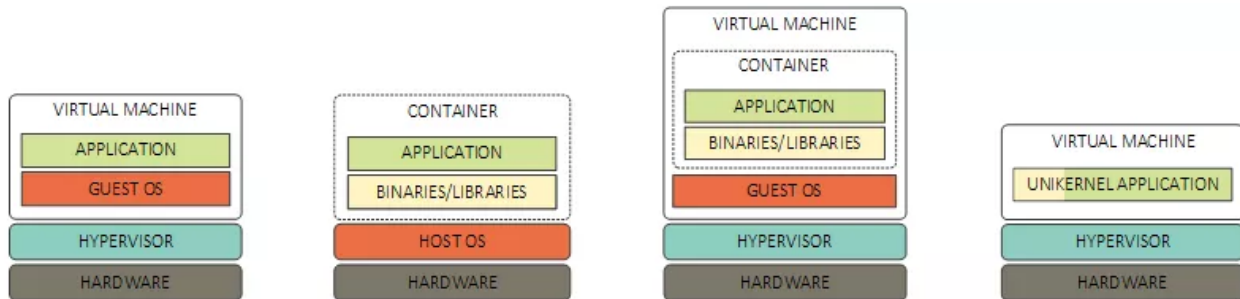 VIRTUAL MACHINE
APPLICATION
GUEST OS
HYPERVISOR
HARDWARE
CONTAINER
APPLICATION
BINARIES/LIBRARIES
HOST OS
HARDWARE
VIRTUAL MACHINE
CONTAINER
APPLICATION
BINARIES/LIBRARIES
GUEST OS
HYPERVISOR
HARDWARE
VIRTUAL MACHINE
UNIKERNEL APPLICATION
HYPERVISOR
HARDWARE